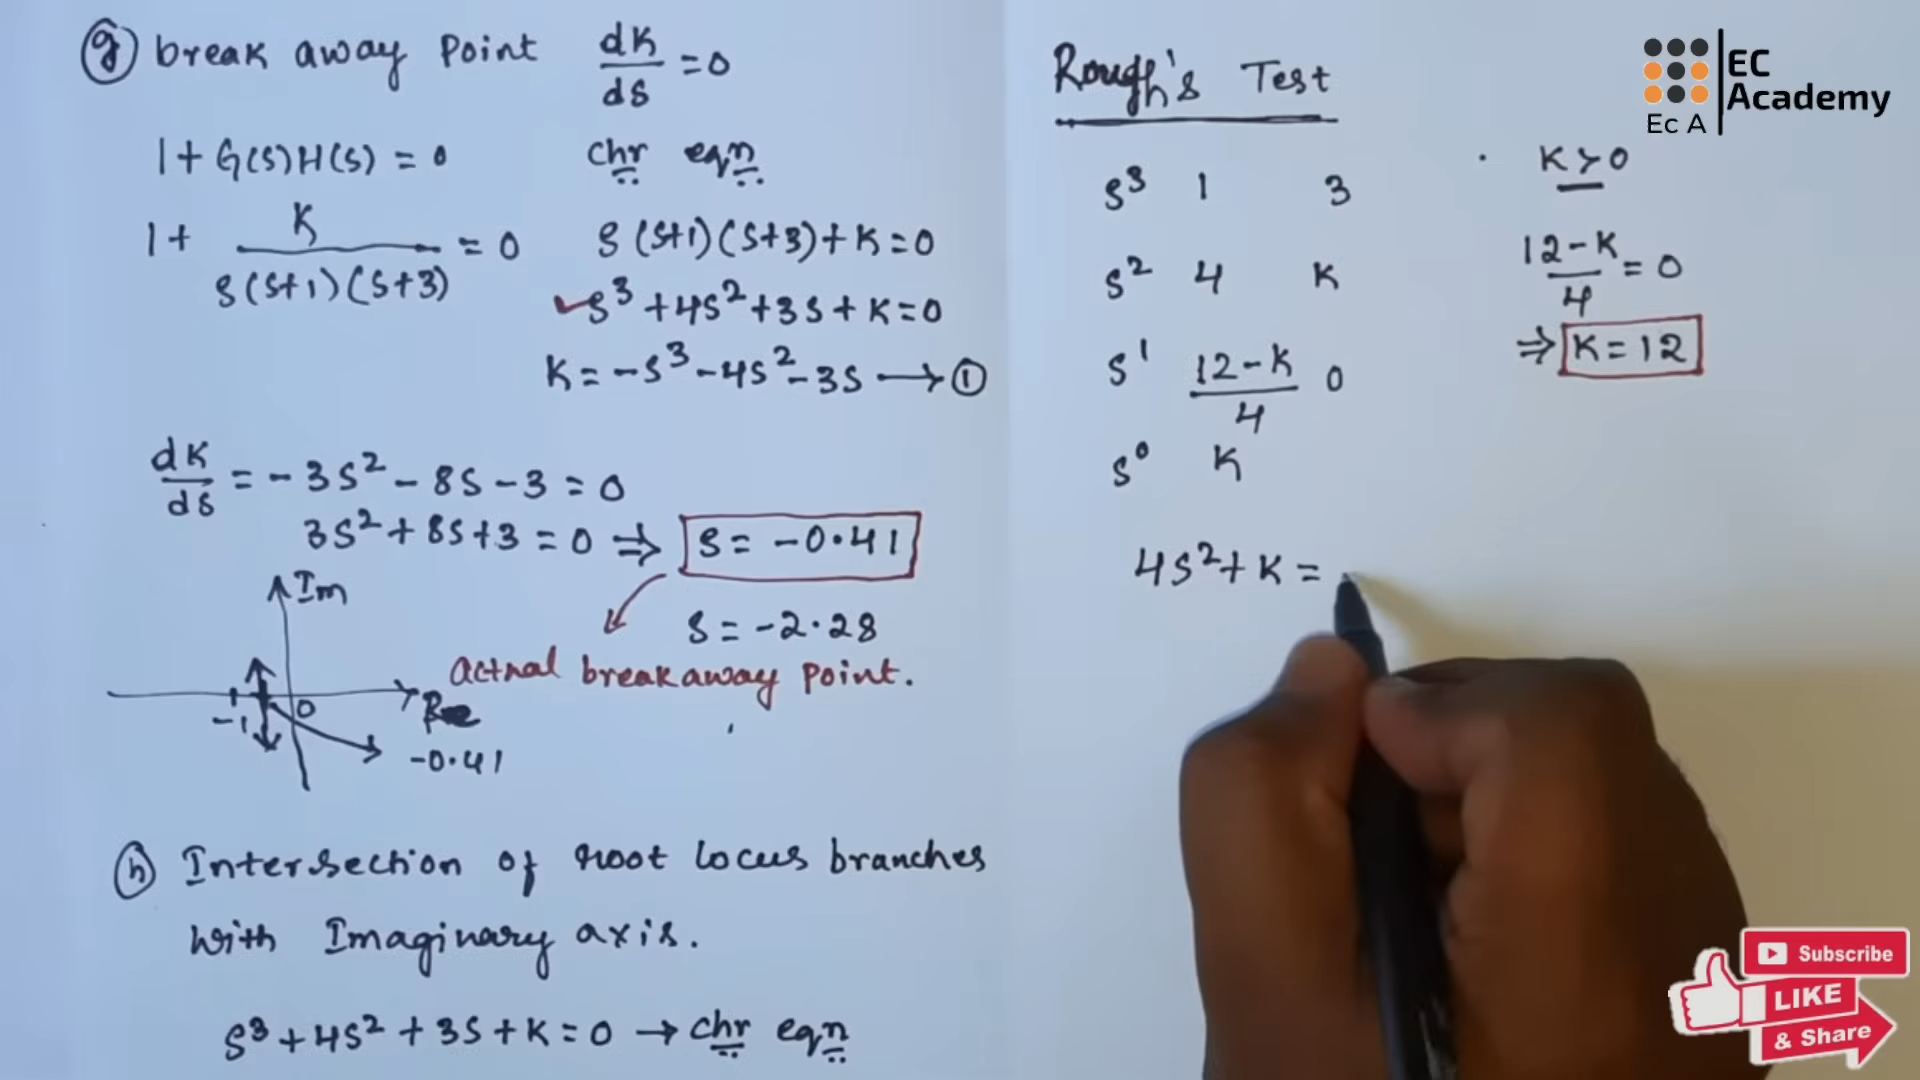 g break away Point dK/ds = 0
1 + G(s)H(s) = 0 chr eqn
1 + K/(s(s+1)(s+3)) = 0 s(s+1)(s+3)+K=0
s³+4s²+3s+K=0
K = -s³-4s²-3s → ①
dK/ds = -3s² - 8s - 3 = 0
3s²+8s+3 = 0 ⇒ s = -0.41
s = -2.28
Actual breakaway Point.
Im
-1 0 Re
-0.41
h Intersection of root locus branches
with Imaginary axis.
s³+4s²+3s+K=0 → chr eqn
Rough's Test
s³ 1 3
s² 4 K
s¹ (12-K)/4 0
s⁰ K
4s²+K =
K>0
(12-K)/4 = 0
⇒ K=12
EC
Academy
Ec A
Subscribe
LIKE
& Share